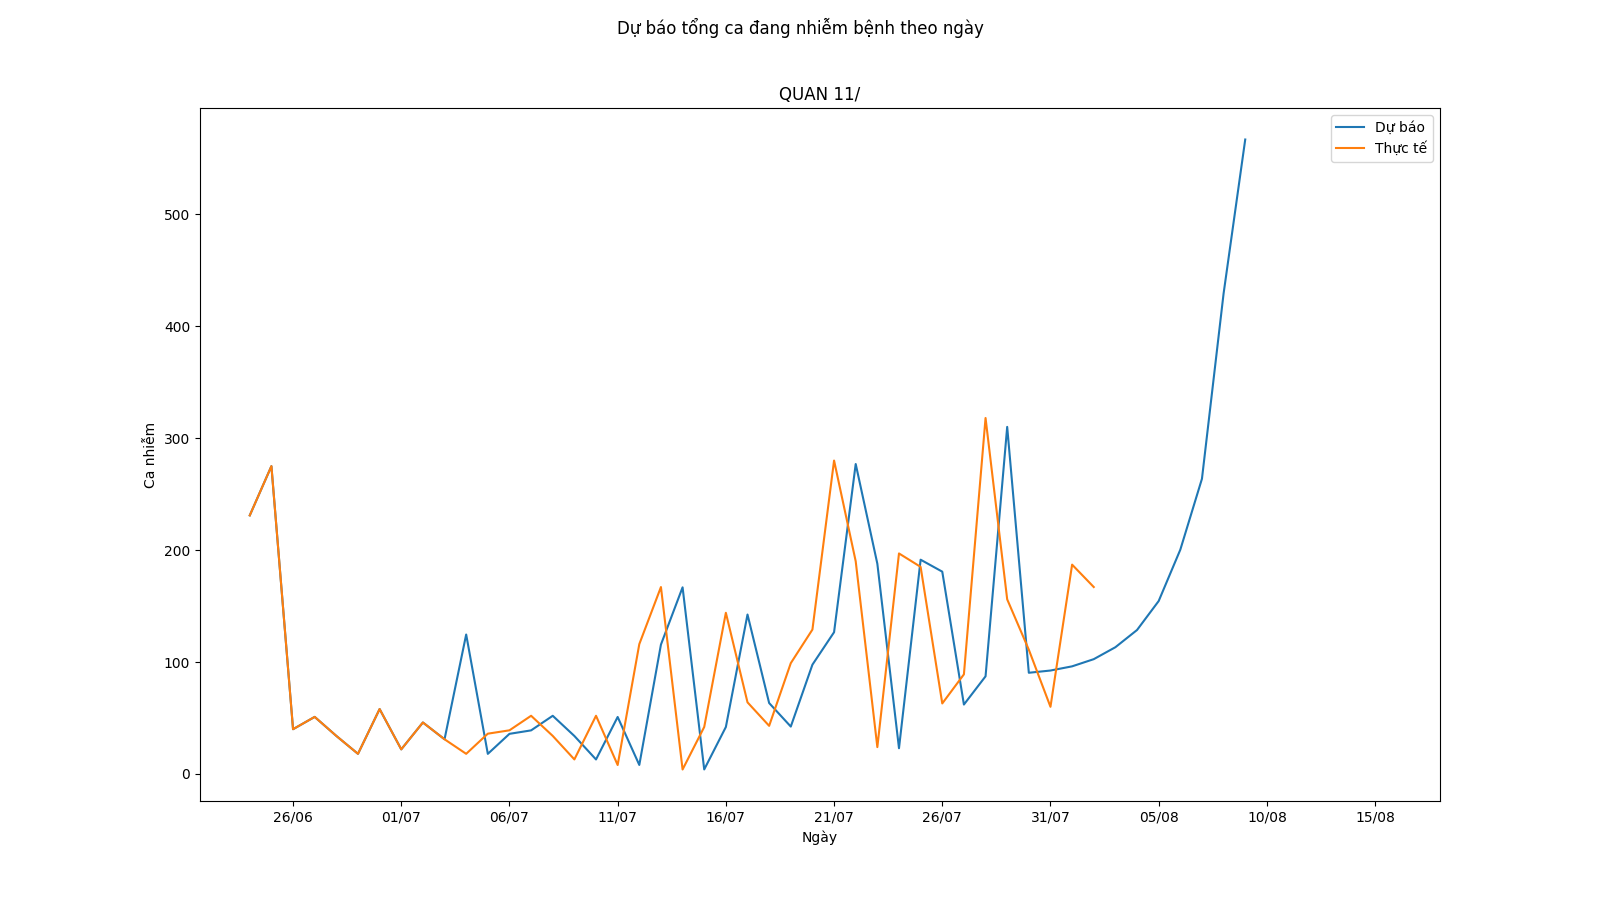 Dự báo tổng ca đang nhiễm bệnh theo ngày
QUAN 11/
Dự báo
Thực tế
500
400
300
200
100
0
Ca nhiễm
26/06 01/07 06/07 11/07 16/07 21/07 26/07 31/07 05/08 10/08 15/08
Ngày